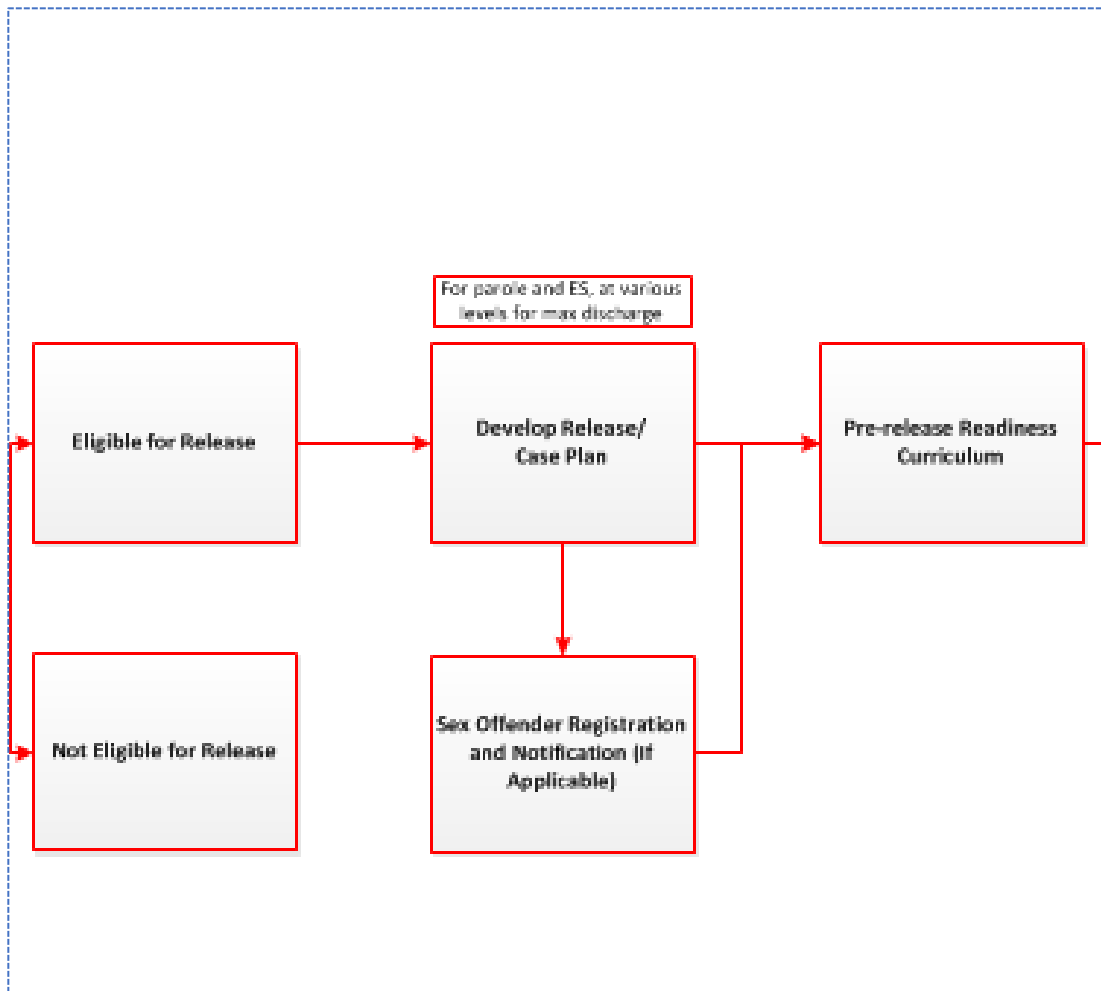 For parole and ES, at various
levels for max discharge
Eligible for Release
Develop Release/
Case Plan
Pre-release Readiness
Curriculum
Not Eligible for Release
Sex Offender Registration
and Notification (If
Applicable)